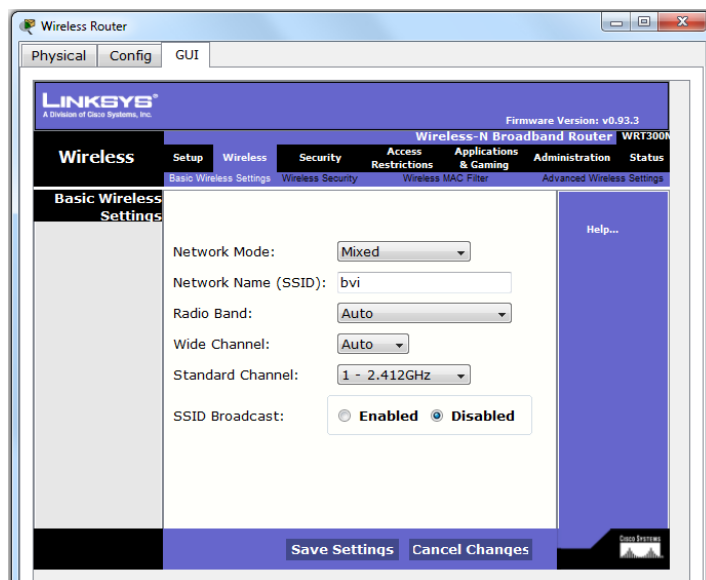 Wireless Router
Physical Config GUI
LINKSYS®
A Division of Cisco Systems, Inc.
Firmware Version: v0.93.3
Wireless-N Broadband Router WRT300N
Wireless
Setup Wireless Security Access Restrictions Applications & Gaming Administration Status
Basic Wireless Settings Wireless Security Wireless MAC Filter Advanced Wireless Settings
Basic Wireless
Settings
Help...
Network Mode: Mixed
Network Name (SSID): bvi
Radio Band: Auto
Wide Channel: Auto
Standard Channel: 1 - 2.412GHz
SSID Broadcast: Enabled Disabled
Save Settings Cancel Changes
CISCO SYSTEMS